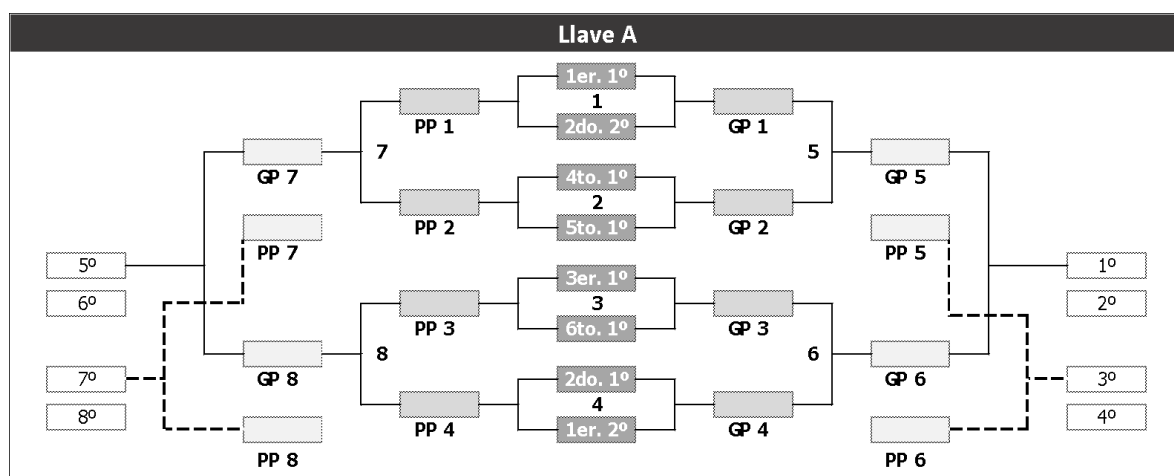 Llave A
1er. 1º
1
2do. 2º
PP 1
GP 1
7
5
GP 7
GP 5
4to. 1º
2
5to. 1º
PP 2
GP 2
PP 7
PP 5
5º
1º
6º
2º
3er. 1º
3
6to. 1º
PP 3
GP 3
8
6
GP 8
GP 6
7º
3º
8º
4º
2do. 1º
4
1er. 2º
PP 4
GP 4
PP 8
PP 6